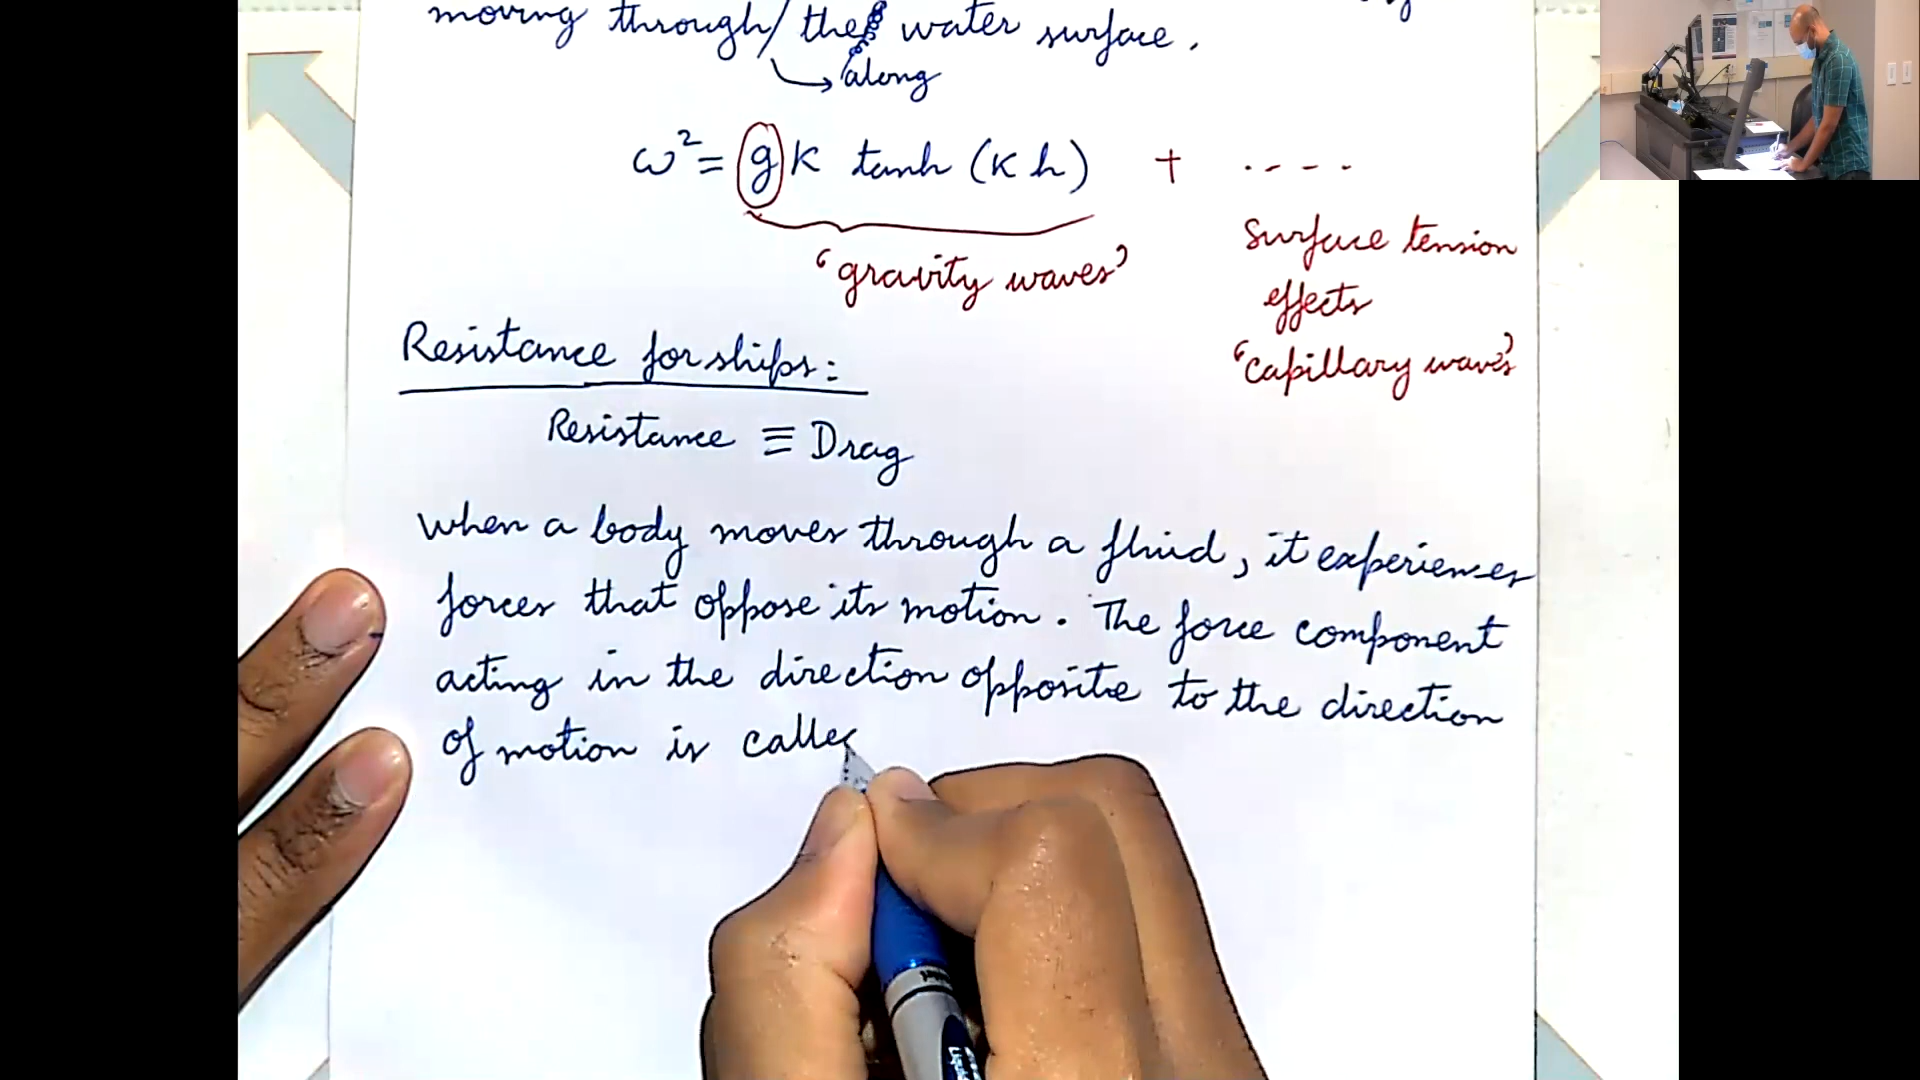 moving through/ the water surface.
along
ω² = g k tanh (k h) + ....
'gravity waves'
surface tension
effects
'capillary waves'
Resistance for ships:
Resistance ≡ Drag
when a body moves through a fluid, it experiences
forces that oppose its motion. The force component
acting in the direction opposite to the direction
of motion is calle